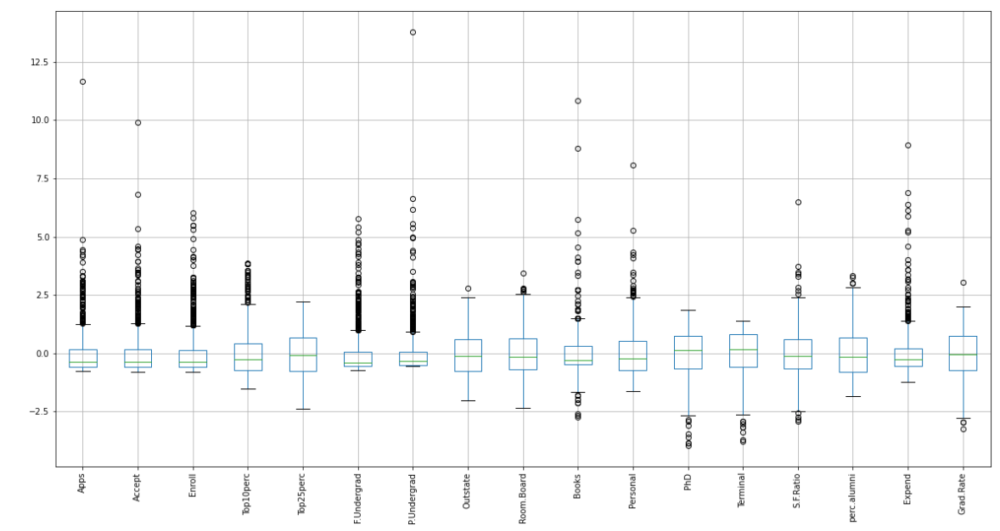 12.5
10.0
7.5
5.0
2.5
0.0
−2.5
Apps
Accept
Enroll
Top10perc
Top25perc
F.Undergrad
P.Undergrad
Outstate
Room.Board
Books
Personal
PhD
Terminal
S.F.Ratio
perc.alumni
Expend
Grad.Rate